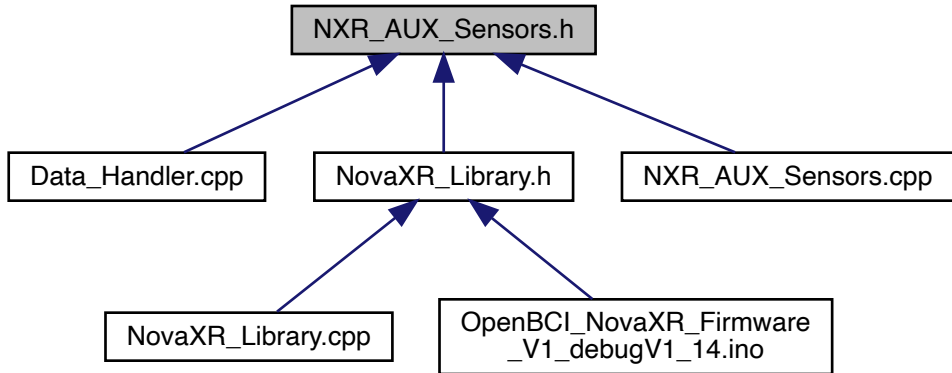 NXR_AUX_Sensors.h
Data_Handler.cpp
NovaXR_Library.h
NXR_AUX_Sensors.cpp
NovaXR_Library.cpp
OpenBCI_NovaXR_Firmware
_V1_debugV1_14.ino